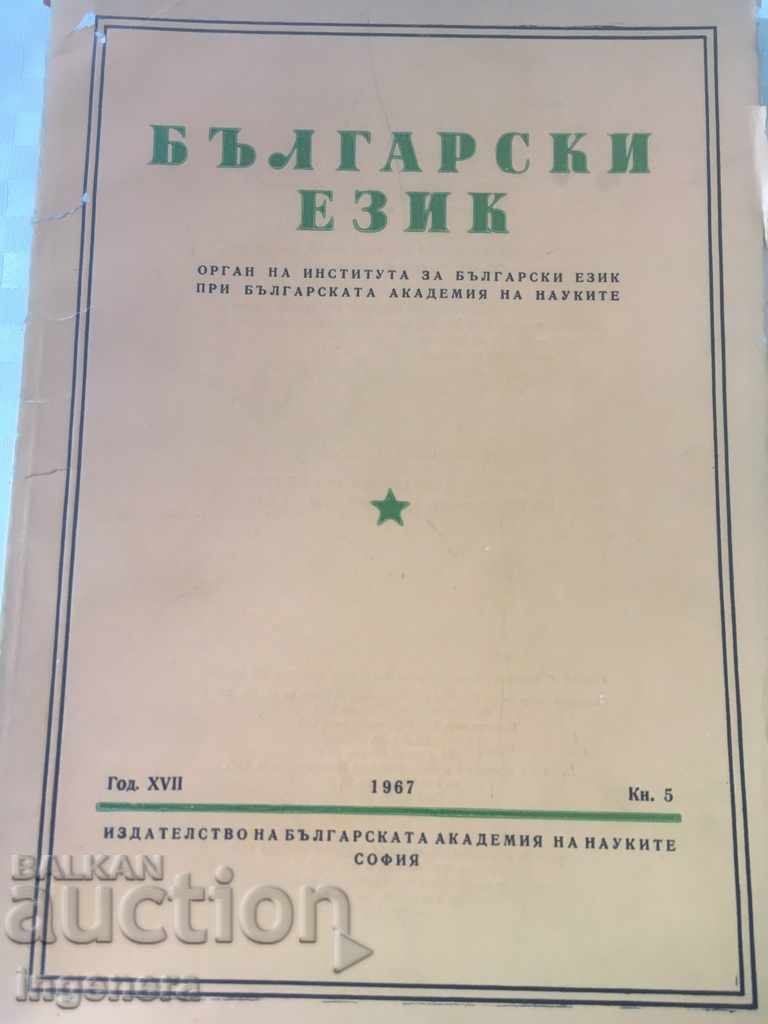 БЪЛГАРСКИ
ЕЗИК
ОРГАН НА ИНСТИТУТА ЗА БЪЛГАРСКИ ЕЗИК
ПРИ БЪЛГАРСКАТА АКАДЕМИЯ НА НАУКИТЕ
Год. XVII 1967 Кн. 5
ИЗДАТЕЛСТВО НА БЪЛГАРСКАТА АКАДЕМИЯ НА НАУКИТЕ
СОФИЯ
BALKAN
auction
ingenora